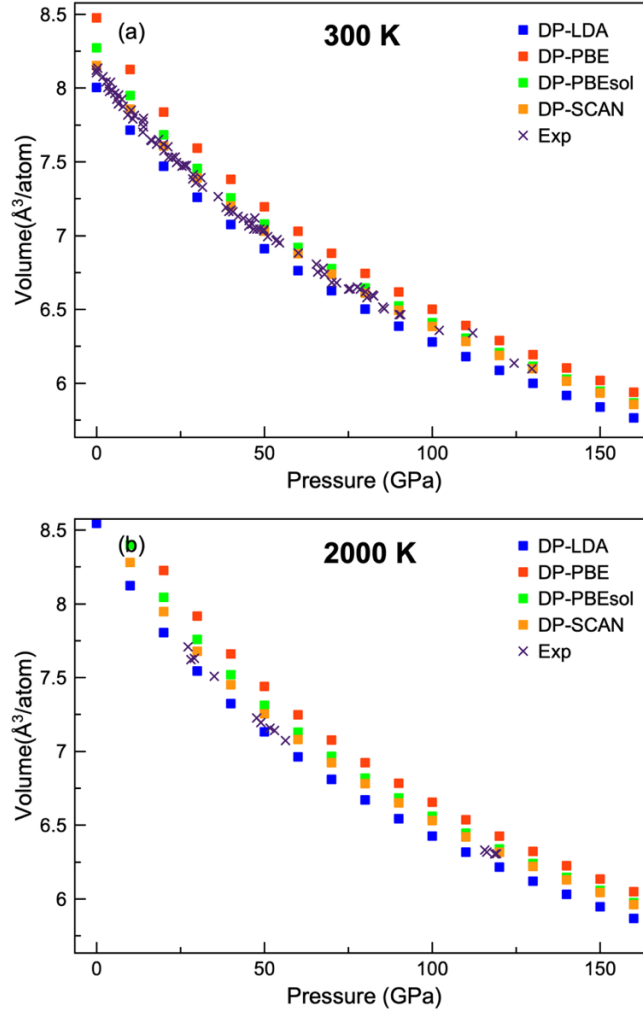 (a)
300 K
DP-LDA
DP-PBE
DP-PBEsol
DP-SCAN
Exp
8.5
8
7.5
7
6.5
6
Volume(Å³/atom)
0
50
100
150
Pressure (GPa)
(b)
2000 K
DP-LDA
DP-PBE
DP-PBEsol
DP-SCAN
Exp
8.5
8
7.5
7
6.5
6
Volume(Å³/atom)
0
50
100
150
Pressure (GPa)